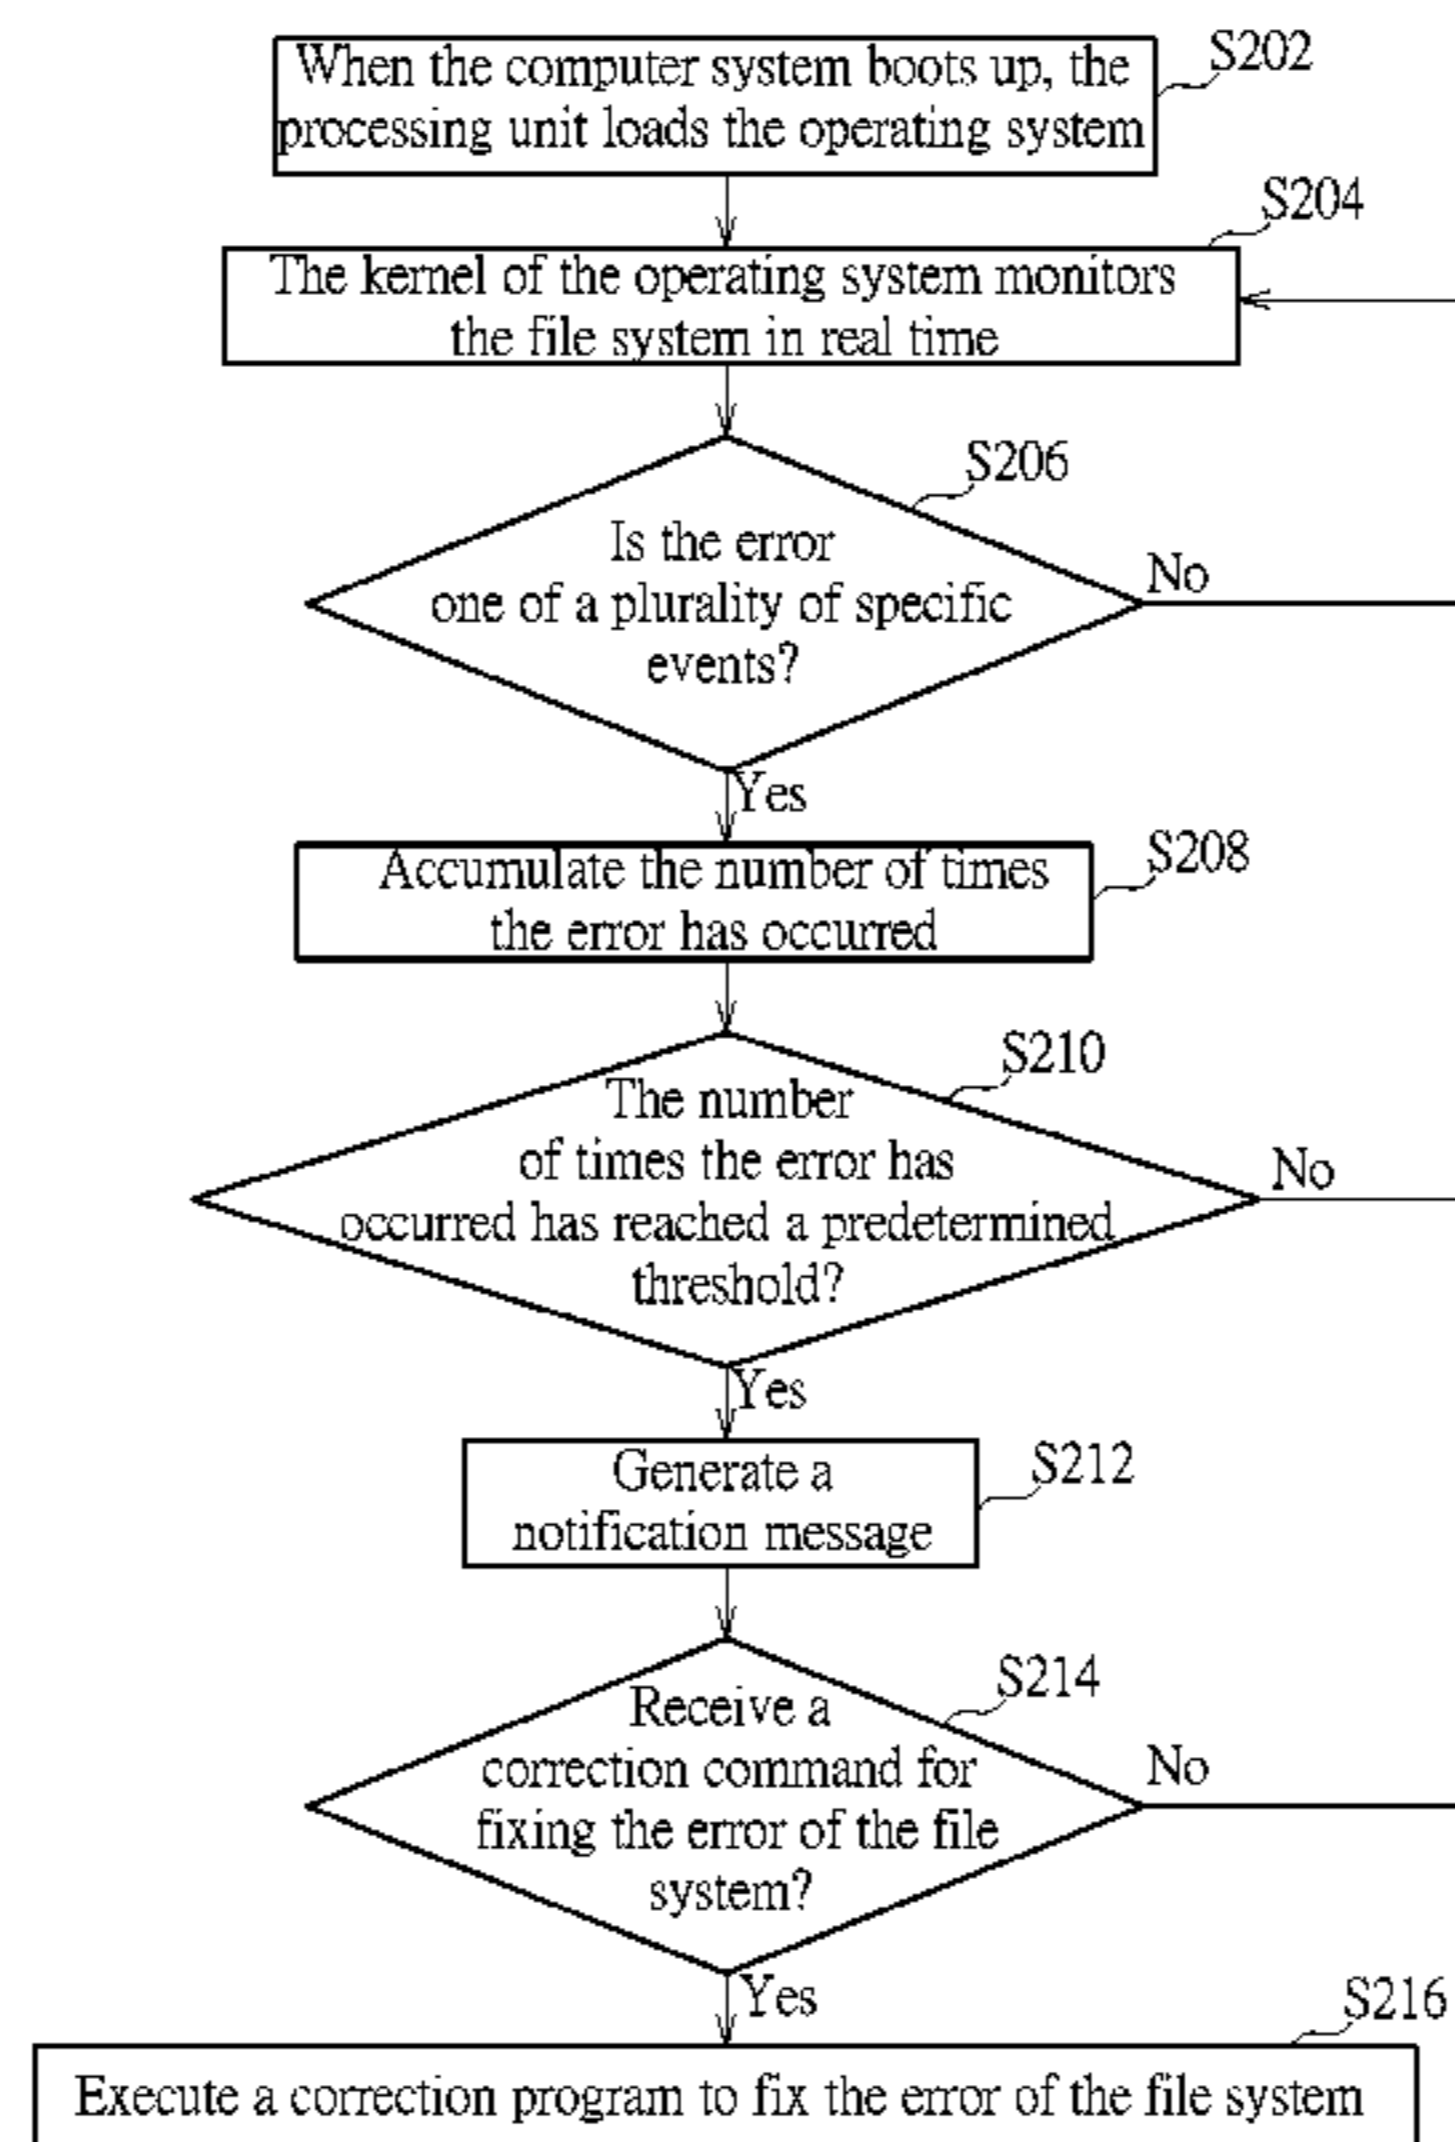 When the computer system boots up, the
processing unit loads the operating system
S202
The kernel of the operating system monitors
the file system in real time
S204
Is the error
one of a plurality of specific
events?
S206
No
Yes
Accumulate the number of times
the error has occurred
S208
The number
of times the error has
occurred has reached a predetermined
threshold?
S210
No
Yes
Generate a
notification message
S212
Receive a
correction command for
fixing the error of the file
system?
S214
No
Yes
Execute a correction program to fix the error of the file system
S216